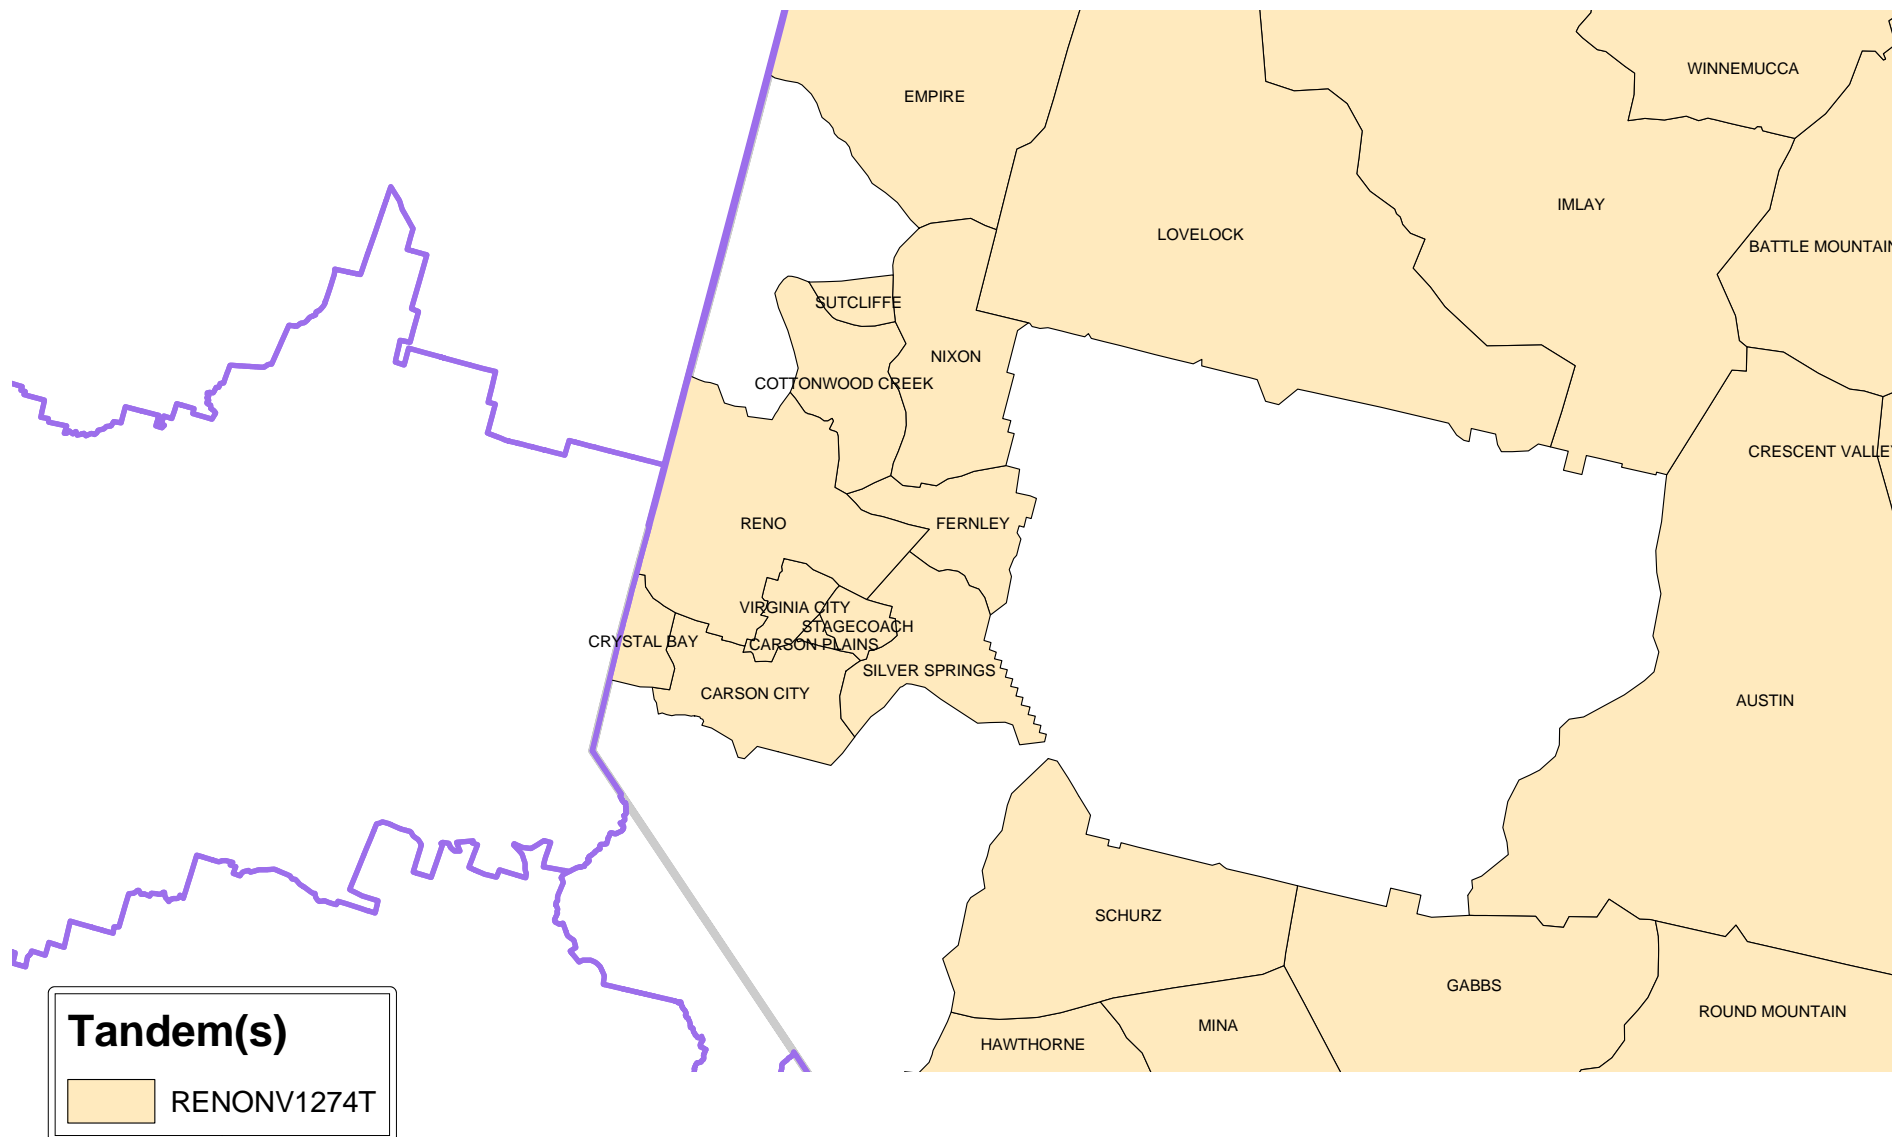 WINNEMUCCA
EMPIRE
IMLAY
LOVELOCK
BATTLE MOUNTAIN
SUTCLIFFE
NIXON
COTTONWOOD CREEK
CRESCENT VALLE
RENO
FERNLEY
VIRGINIA CITY
STAGECOACH
CRYSTAL BAY
CARSON PLAINS
SILVER SPRINGS
CARSON CITY
AUSTIN
SCHURZ
GABBS
ROUND MOUNTAIN
MINA
HAWTHORNE
Tandem(s)
RENONV1274T